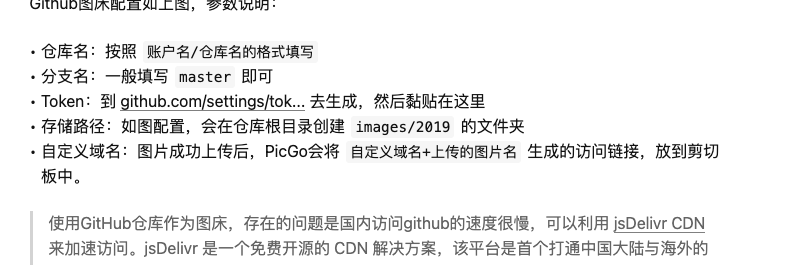 Github图床配置如上图，参数说明：
• 仓库名：按照 账户名/仓库名的格式填写
• 分支名：一般填写 master 即可
• Token：到 github.com/settings/tok... 去生成，然后黏贴在这里
• 存储路径：如图配置，会在仓库根目录创建 images/2019 的文件夹
• 自定义域名：图片成功上传后，PicGo会将 自定义域名+上传的图片名 生成的访问链接，放到剪切
板中。
使用GitHub仓库作为图床，存在的问题是国内访问github的速度很慢，可以利用 jsDelivr CDN
来加速访问。jsDelivr 是一个免费开源的 CDN 解决方案，该平台是首个打通中国大陆与海外的